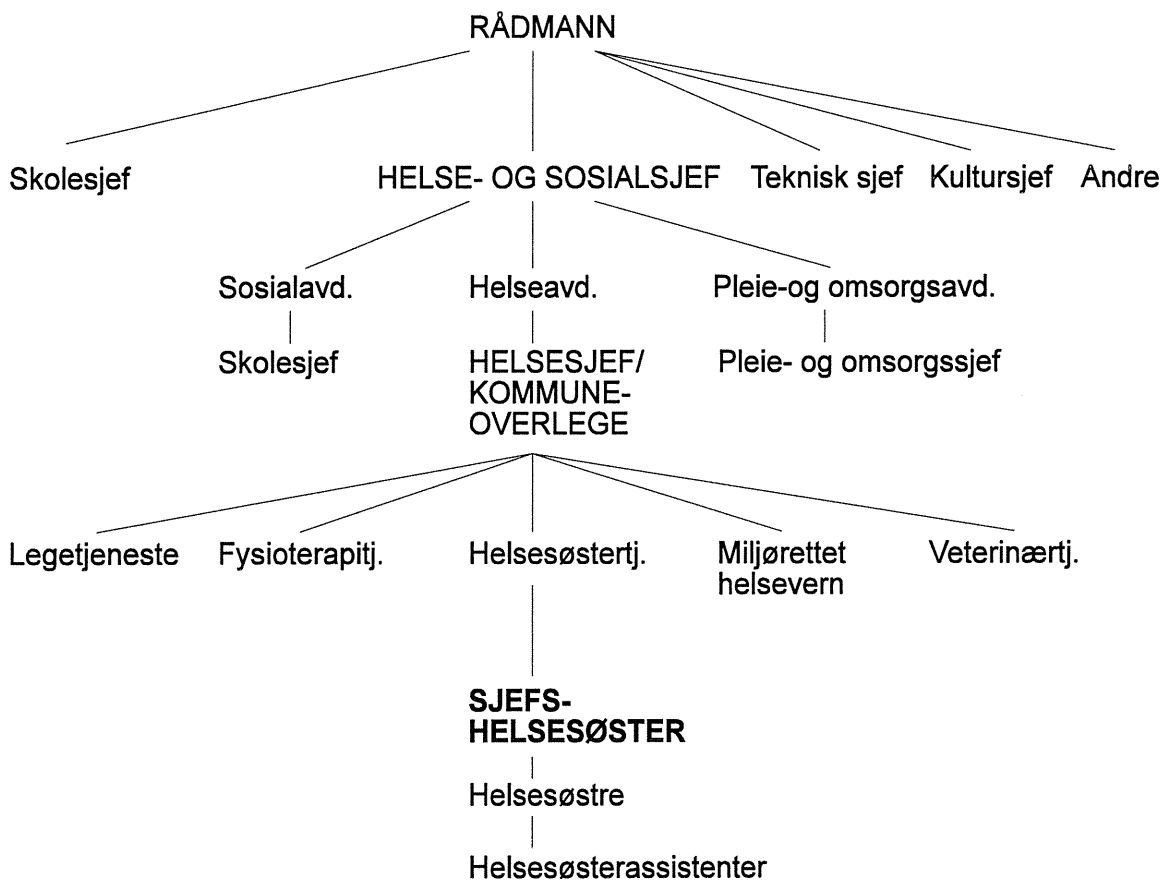 RÅDMANN
Skolesjef
HELSE- OG SOSIALSJEF
Teknisk sjef
Kultursjef
Andre
Sosialavd.
Helseavd.
Pleie-og omsorgsavd.
Skolesjef
HELSESJEF/
KOMMUNE-
OVERLEGE
Pleie- og omsorgssjef
Legetjeneste
Fysioterapitj.
Helsesøstertj.
Miljørettet
helsevern
Veterinærtj.
SJEFS-
HELSESØSTER
Helsesøstre
Helsesøsterassistenter